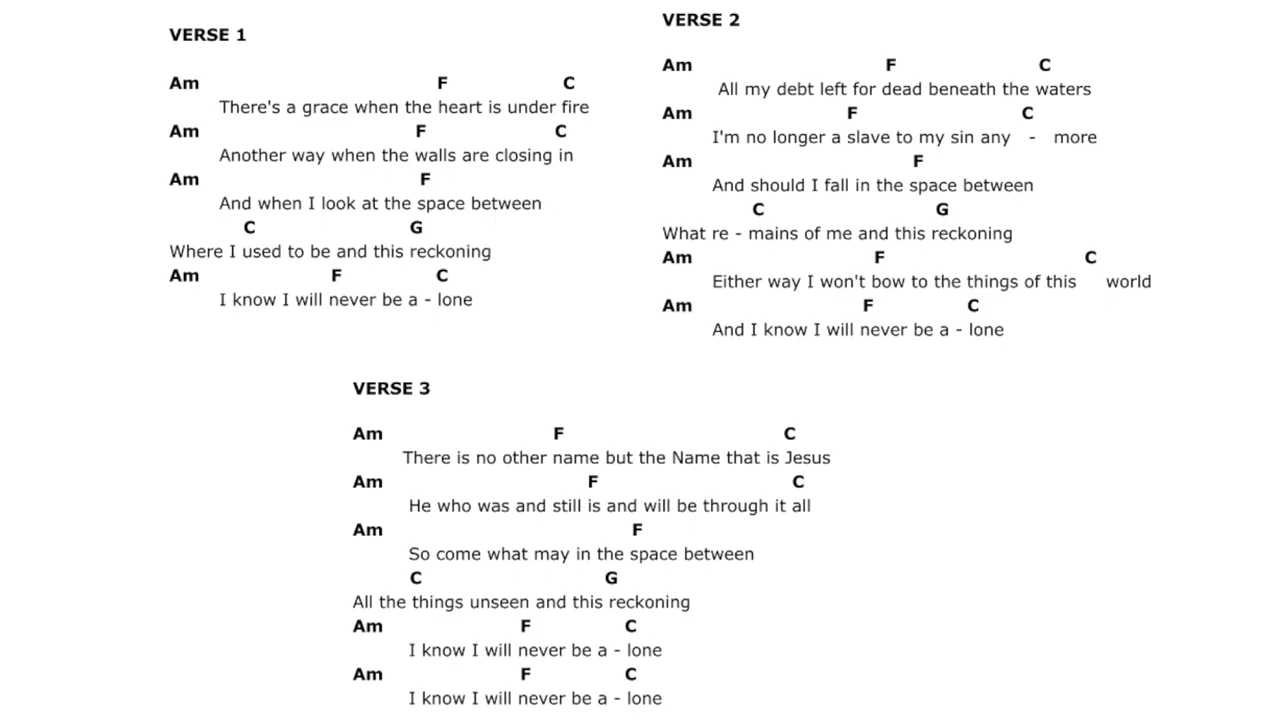 VERSE 1
Am F C
There's a grace when the heart is under fire
Am F C
Another way when the walls are closing in
Am F
And when I look at the space between
C G
Where I used to be and this reckoning
Am F C
I know I will never be a - lone
VERSE 2
Am F C
All my debt left for dead beneath the waters
Am F C
I'm no longer a slave to my sin any - more
Am F
And should I fall in the space between
C G
What re - mains of me and this reckoning
Am F C
Either way I won't bow to the things of this world
Am F C
And I know I will never be a - lone
VERSE 3
Am F C
There is no other name but the Name that is Jesus
Am F C
He who was and still is and will be through it all
Am F
So come what may in the space between
C G
All the things unseen and this reckoning
Am F C
I know I will never be a - lone
Am F C
I know I will never be a - lone